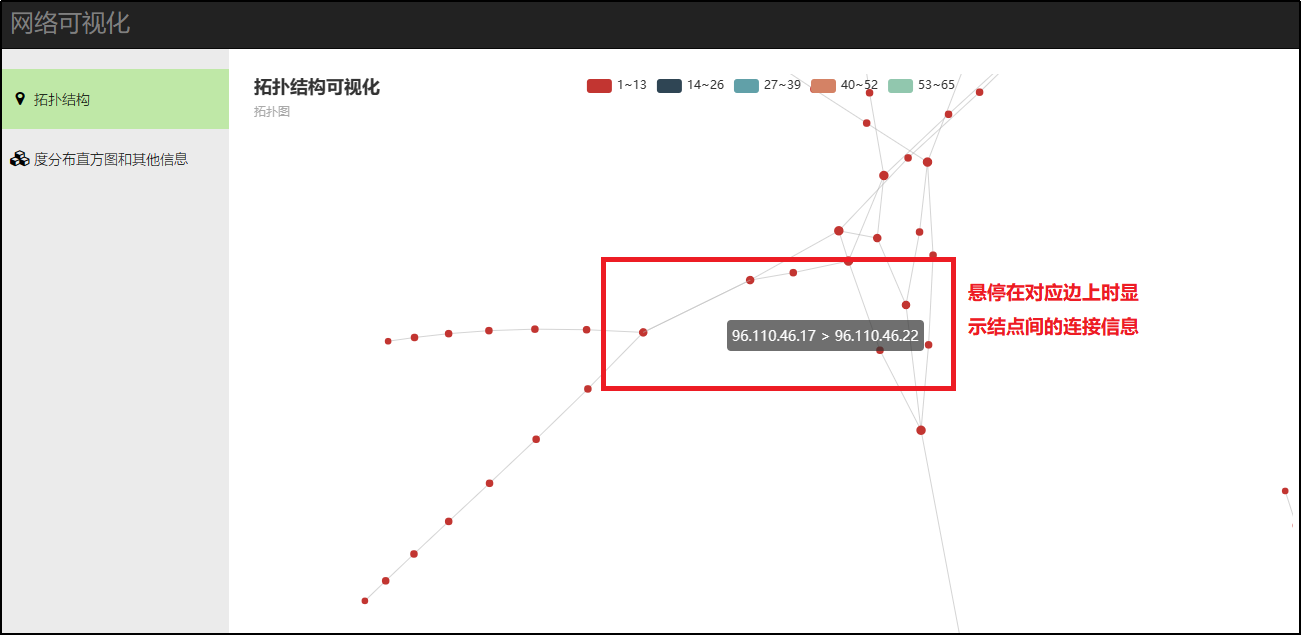 网络可视化
拓扑结构
度分布直方图和其他信息
拓扑结构可视化
拓扑图
1~13 14~26 27~39 40~52 53~65
96.110.46.17 > 96.110.46.22
悬停在对应边上时显
示结点间的连接信息